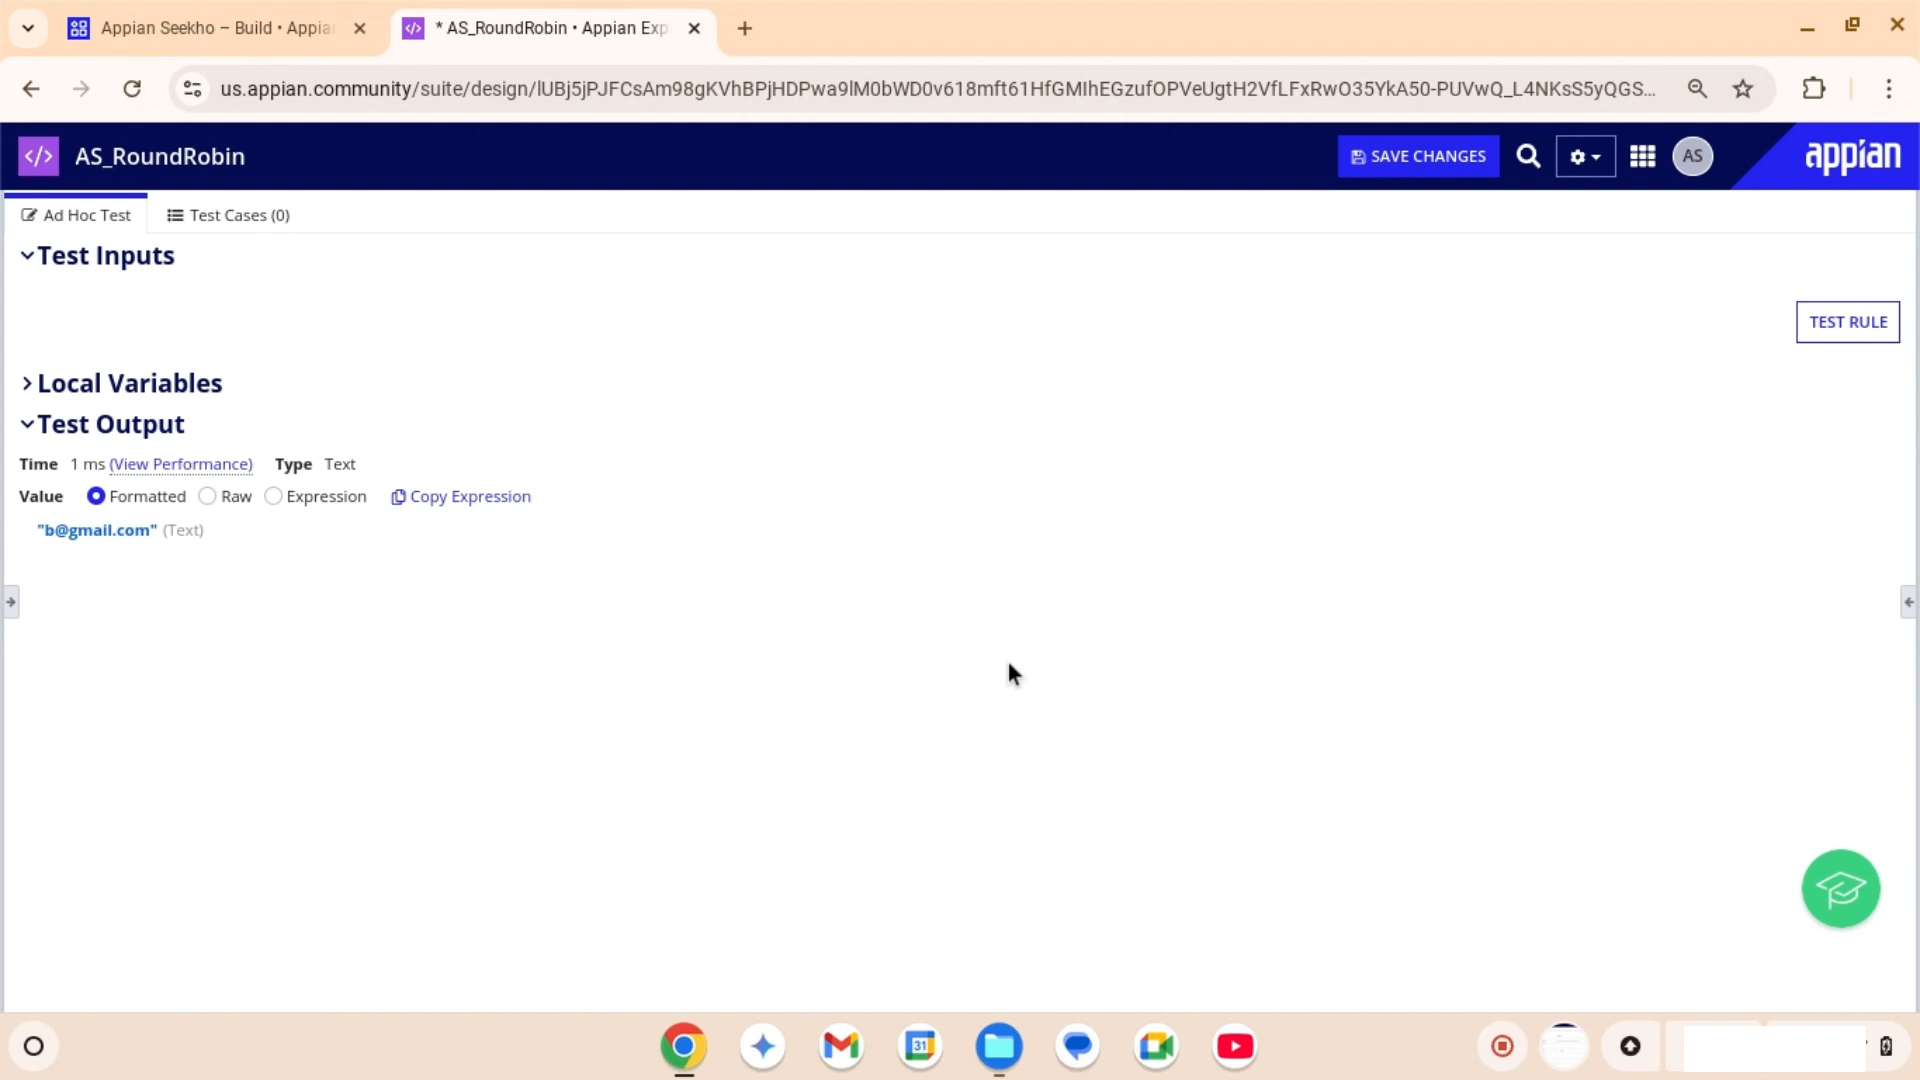 Appian Seekho – Build • Appia
* AS_RoundRobin • Appian Exp
us.appian.community/suite/design/lUBj5jPJFCsAm98gKVhBPjHDPwa9lM0bWD0v618mft61HfGMIhEGzufOPVeUgtH2VfLFxRwO35YkA50-PUVwQ_L4NKsS5yQGS...
</> AS_RoundRobin
SAVE CHANGES
AS
appian
Ad Hoc Test
Test Cases (0)
Test Inputs
TEST RULE
Local Variables
Test Output
Time 1 ms (View Performance) Type Text
Value Formatted Raw Expression Copy Expression
"b@gmail.com" (Text)
31